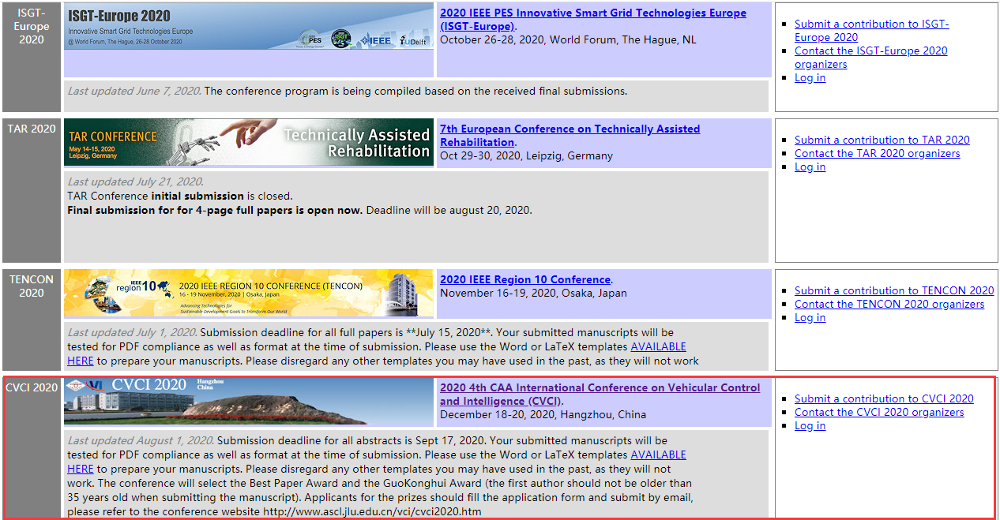 ISGT-
Europe
2020
ISGT-Europe 2020
Innovative Smart Grid Technologies Europe
@ World Forum, The Hague, 26-28 October 2020
PES
ISGT
IEEE
TUDelft
2020 IEEE PES Innovative Smart Grid Technologies Europe
(ISGT-Europe).
October 26-28, 2020, World Forum, The Hague, NL
Last updated June 7, 2020. The conference program is being compiled based on the received final submissions.
Submit a contribution to ISGT-
Europe 2020
Contact the ISGT-Europe 2020
organizers
Log in
TAR 2020
TAR CONFERENCE
May 14-15, 2020
Leipzig, Germany
Technically Assisted
Rehabilitation
7th European Conference on Technically Assisted
Rehabilitation.
Oct 29-30, 2020, Leipzig, Germany
Last updated July 21, 2020.
TAR Conference initial submission is closed.
Final submission for for 4-page full papers is open now. Deadline will be august 20, 2020.
Submit a contribution to TAR 2020
Contact the TAR 2020 organizers
Log in
TENCON
2020
IEEE
region 10
2020 IEEE REGION 10 CONFERENCE (TENCON)
16 - 19 November, 2020 | Osaka, Japan
Advancing Technologies for
Sustainable Development Goals to Transform Our World
2020 IEEE Region 10 Conference.
November 16-19, 2020, Osaka, Japan
Last updated July 1, 2020. Submission deadline for all full papers is **July 15, 2020**. Your submitted manuscripts will be
tested for PDF compliance as well as format at the time of submission. Please use the Word or LaTeX templates AVAILABLE
HERE to prepare your manuscripts. Please disregard any other templates you may have used in the past, as they will not work
Submit a contribution to TENCON 2020
Contact the TENCON 2020 organizers
Log in
CVCI 2020
VI
CVCI 2020
Hangzhou
China
2020 4th CAA International Conference on Vehicular Control
and Intelligence (CVCI).
December 18-20, 2020, Hangzhou, China
Last updated August 1, 2020. Submission deadline for all abstracts is Sept 17, 2020. Your submitted manuscripts will be
tested for PDF compliance as well as format at the time of submission. Please use the Word or LaTeX templates AVAILABLE
HERE to prepare your manuscripts. Please disregard any other templates you may have used in the past, as they will not
work. The conference will select the Best Paper Award and the GuoKonghui Award (the first author should not be older than
35 years old when submitting the manuscript). Applicants for the prizes should fill the application form and submit by email,
please refer to the conference website http://www.ascl.jlu.edu.cn/vci/cvci2020.htm
Submit a contribution to CVCI 2020
Contact the CVCI 2020 organizers
Log in